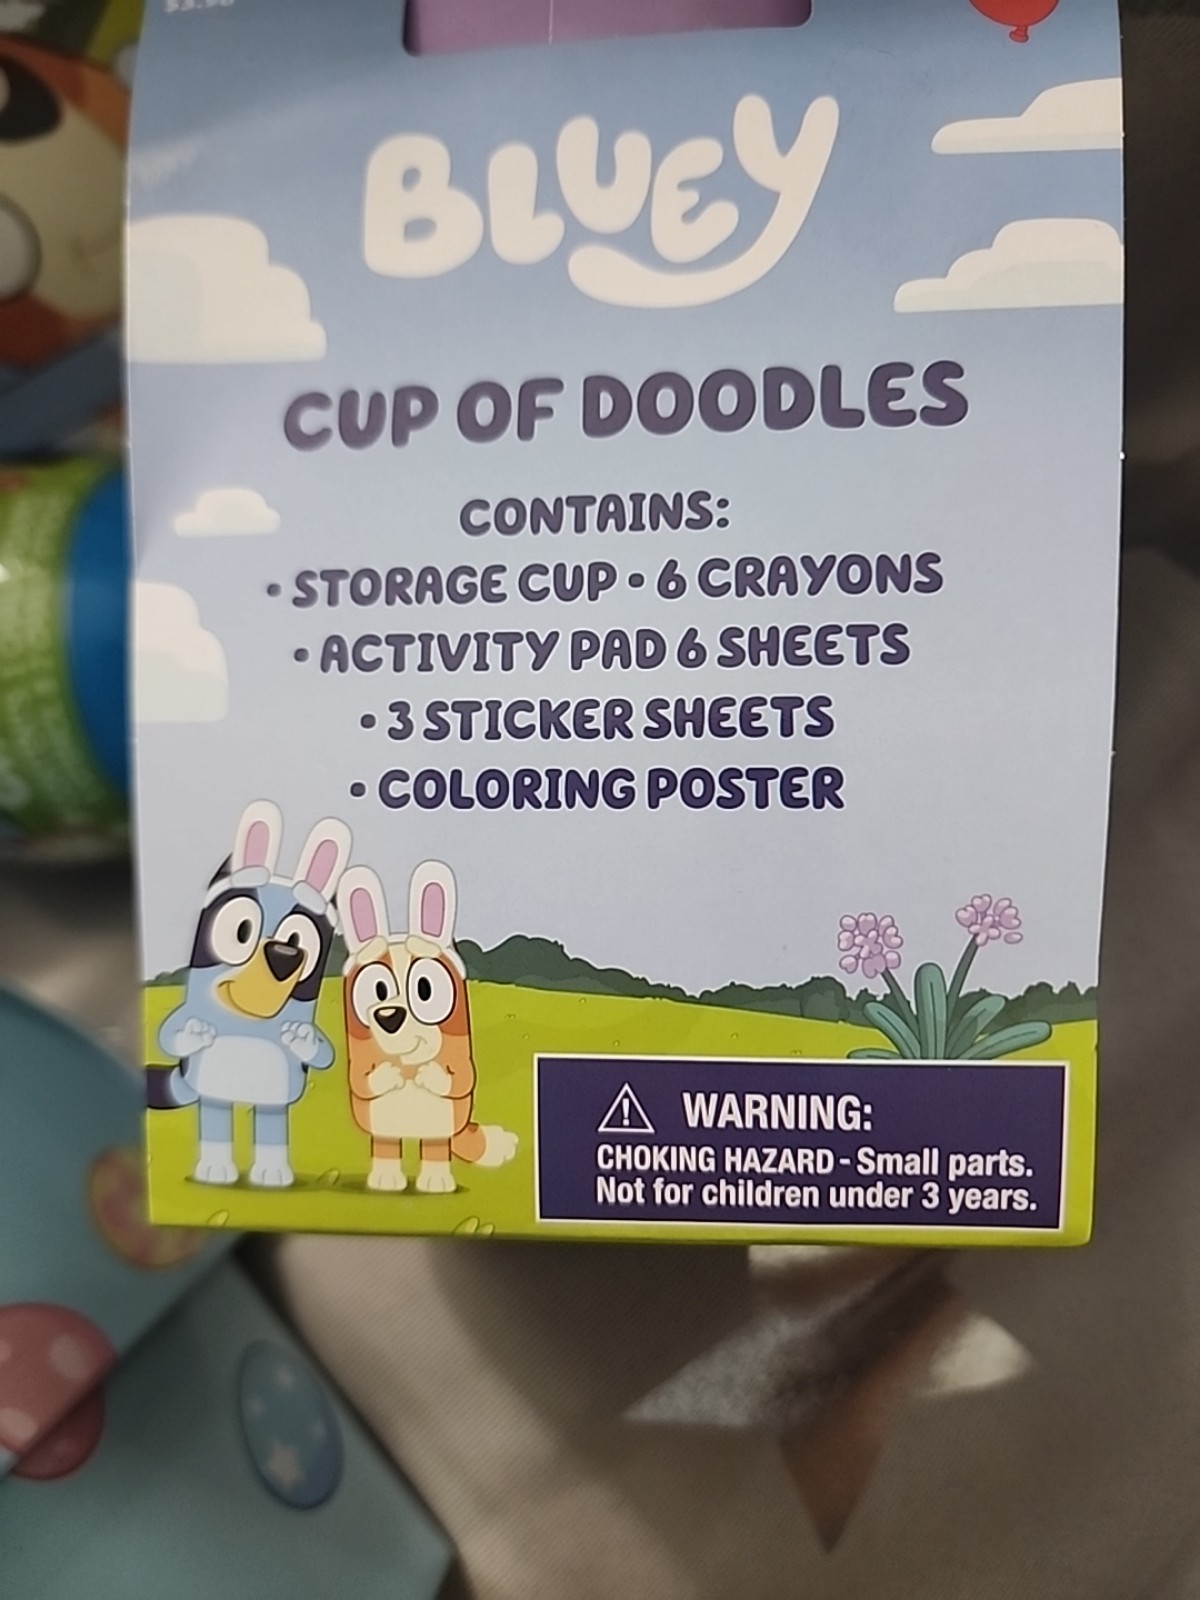 BLUEY
CUP OF DOODLES
CONTAINS:
• STORAGE CUP • 6 CRAYONS
• ACTIVITY PAD 6 SHEETS
• 3 STICKER SHEETS
• COLORING POSTER
WARNING:
CHOKING HAZARD - Small parts.
Not for children under 3 years.